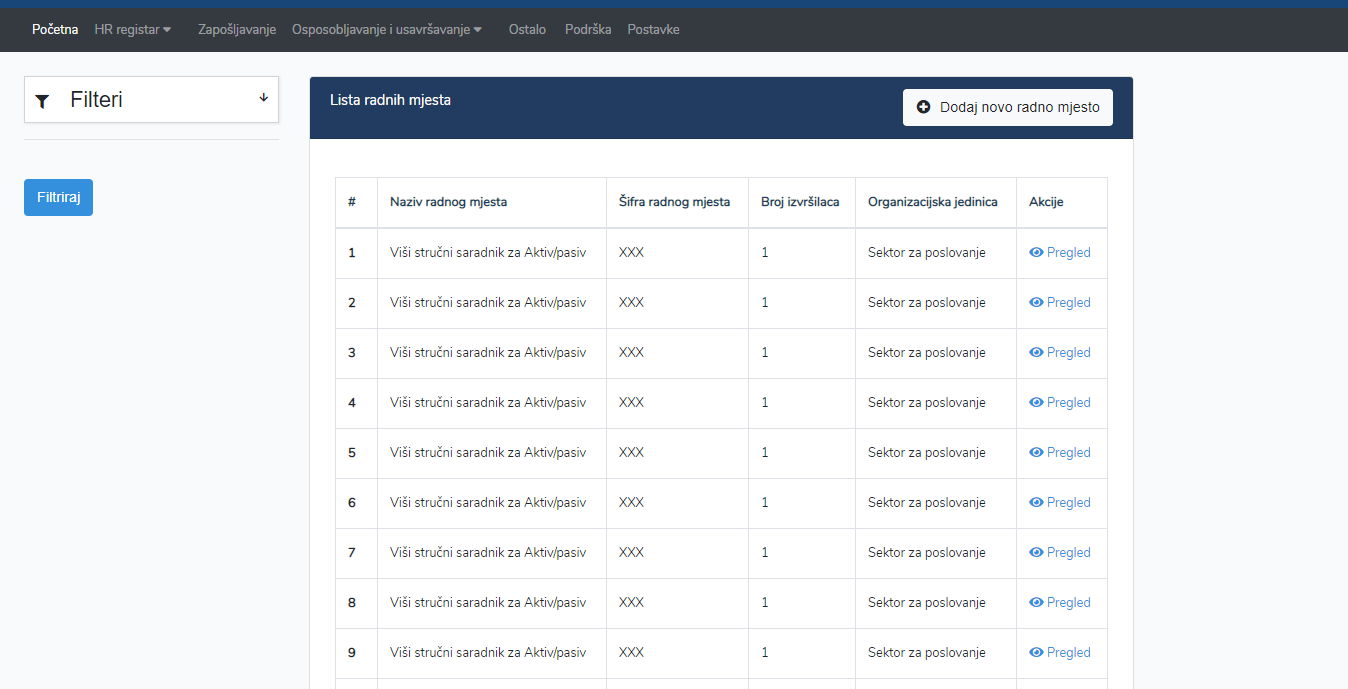 Početna HR registar Zapošljavanje Osposobljavanje i usavršavanje Ostalo Podrška Postavke
Filteri
Filtriraj
Lista radnih mjesta
Dodaj novo radno mjesto
# Naziv radnog mjesta Šifra radnog mjesta Broj izvršilaca Organizacijska jedinica Akcije
1 Viši stručni saradnik za Aktiv/pasiv XXX 1 Sektor za poslovanje Pregled
2 Viši stručni saradnik za Aktiv/pasiv XXX 1 Sektor za poslovanje Pregled
3 Viši stručni saradnik za Aktiv/pasiv XXX 1 Sektor za poslovanje Pregled
4 Viši stručni saradnik za Aktiv/pasiv XXX 1 Sektor za poslovanje Pregled
5 Viši stručni saradnik za Aktiv/pasiv XXX 1 Sektor za poslovanje Pregled
6 Viši stručni saradnik za Aktiv/pasiv XXX 1 Sektor za poslovanje Pregled
7 Viši stručni saradnik za Aktiv/pasiv XXX 1 Sektor za poslovanje Pregled
8 Viši stručni saradnik za Aktiv/pasiv XXX 1 Sektor za poslovanje Pregled
9 Viši stručni saradnik za Aktiv/pasiv XXX 1 Sektor za poslovanje Pregled